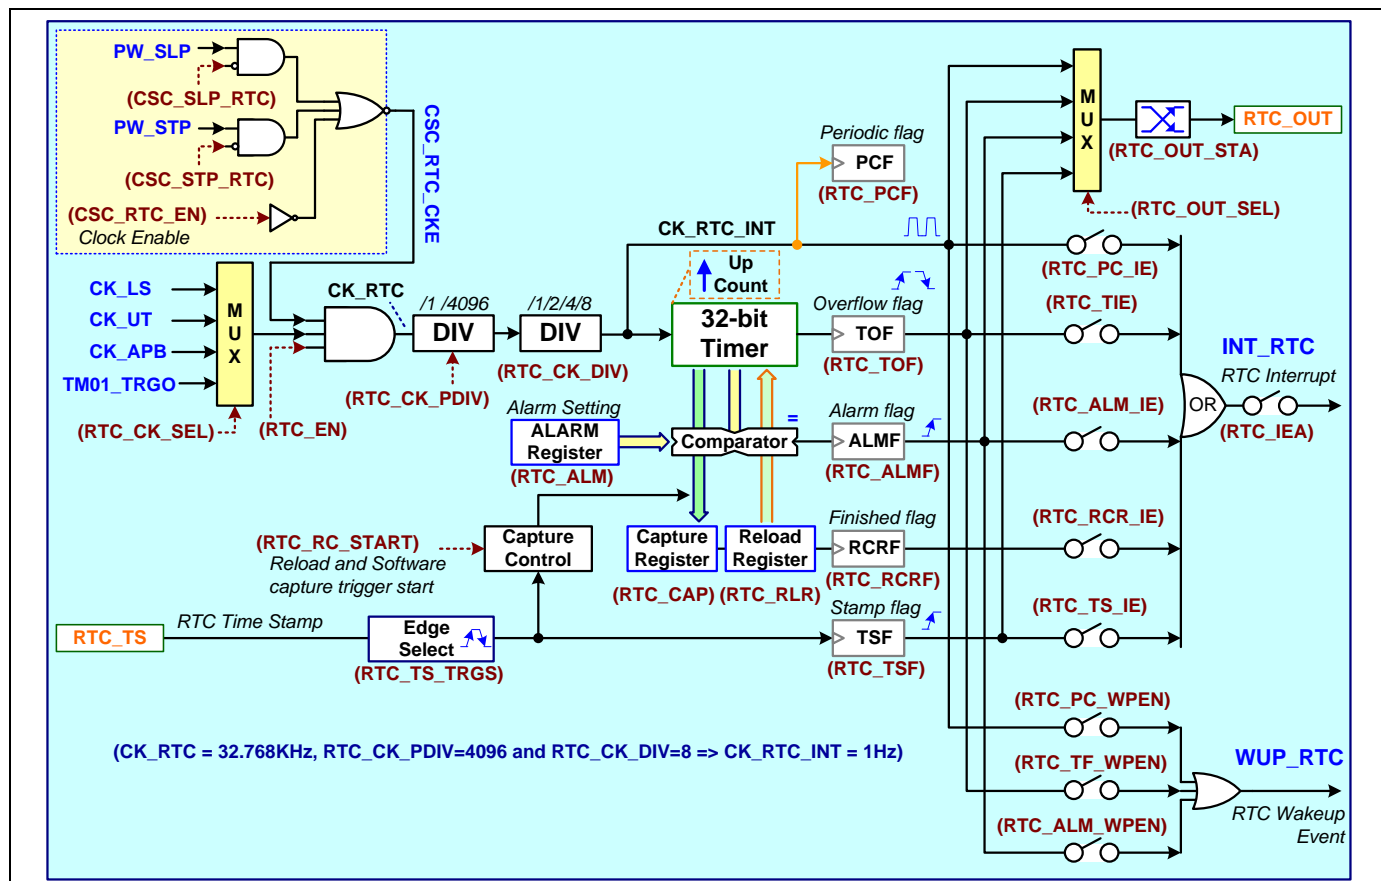 PW_SLP
(CSC_SLP_RTC)
PW_STP
(CSC_STP_RTC)
(CSC_RTC_EN)
Clock Enable
CSC_RTC_CKE
CK_LS
CK_UT
CK_APB
TM01_TRGO
MUX
(RTC_CK_SEL)
(RTC_EN)
CK_RTC
/1 /4096
DIV
(RTC_CK_PDIV)
/1/2/4/8
DIV
(RTC_CK_DIV)
CK_RTC_INT
Up
Count
32-bit
Timer
Periodic flag
PCF
(RTC_PCF)
Overflow flag
TOF
(RTC_TOF)
Alarm Setting
ALARM
Register
(RTC_ALM)
Comparator
=
Alarm flag
ALMF
(RTC_ALMF)
(RTC_RC_START)
Reload and Software
capture trigger start
Capture
Control
Capture
Register
(RTC_CAP)
Reload
Register
(RTC_RLR)
Finished flag
RCRF
(RTC_RCRF)
RTC_TS
RTC Time Stamp
Edge
Select
(RTC_TS_TRGS)
Stamp flag
TSF
(RTC_TSF)
MUX
(RTC_OUT_SEL)
(RTC_OUT_STA)
RTC_OUT
(RTC_PC_IE)
(RTC_TIE)
(RTC_ALM_IE)
(RTC_RCR_IE)
(RTC_TS_IE)
OR
INT_RTC
RTC Interrupt
(RTC_IEA)
(RTC_PC_WPEN)
(RTC_TF_WPEN)
(RTC_ALM_WPEN)
WUP_RTC
RTC Wakeup
Event
(CK_RTC = 32.768KHz, RTC_CK_PDIV=4096 and RTC_CK_DIV=8 => CK_RTC_INT = 1Hz)